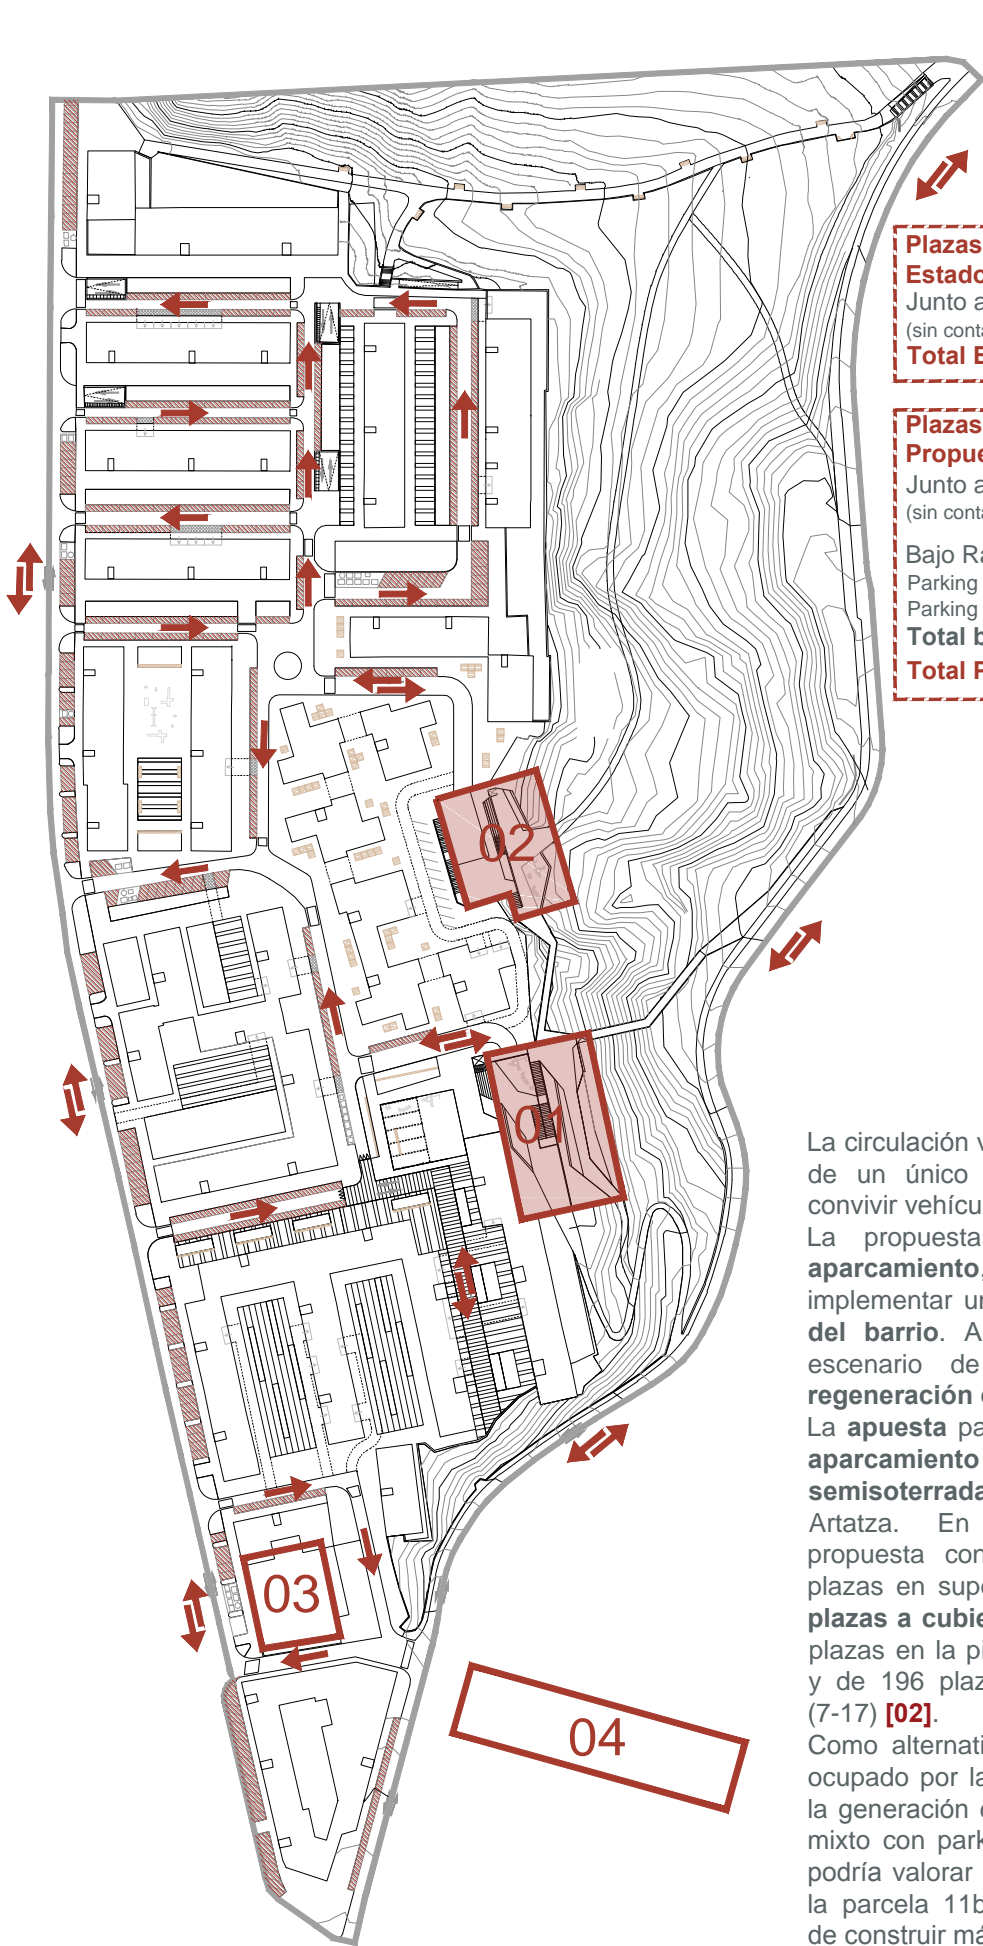 Plazas
Estado
Junto a
(sin conta
Total E
Plazas
Propue
Junto a
(sin conta
Bajo Ra
Parking
Parking
Total b
Total P
02
01
03
04
La circulación v
de un único
convivir vehícu
La propuesta
aparcamiento,
implementar un
del barrio. A
escenario de
regeneración
La apuesta pa
aparcamiento
semisoterrada
Artatza. En
propuesta con
plazas en supe
plazas a cubie
plazas en la pi
y de 196 plaz
(7-17) [02].
Como alternati
ocupado por la
la generación
mixto con park
podría valorar
la parcela 11b
de construir má